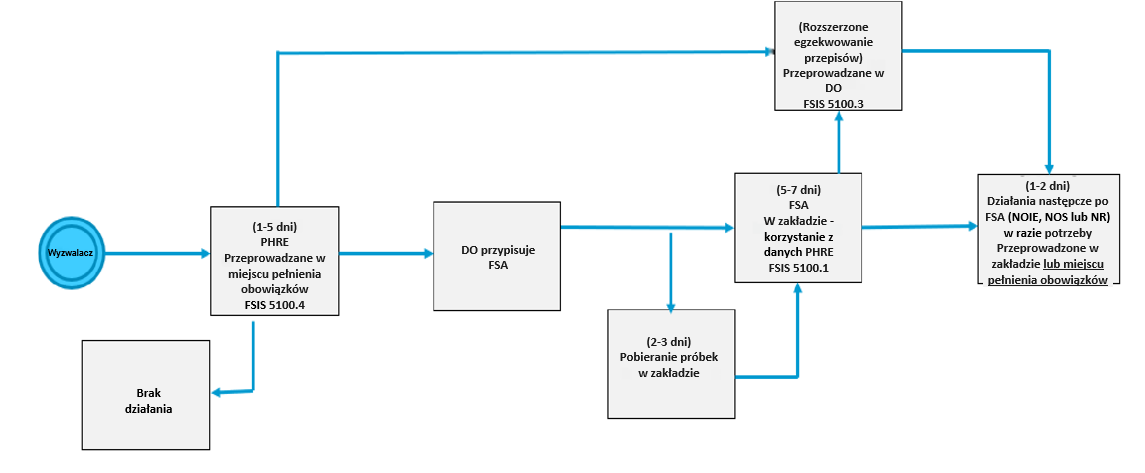 Wyzwalacz
(1-5 dni)
PHRE
Przeprowadzane w
miejscu pełnienia
obowiązków
FSIS 5100.4
Brak
działania
DO przypisuje
FSA
(2-3 dni)
Pobieranie próbek
w zakładzie
(5-7 dni)
FSA
W zakładzie -
korzystanie z
danych PHRE
FSIS 5100.1
(Rozszerzone
egzekwowanie
przepisów)
Przeprowadzane w
DO
FSIS 5100.3
(1-2 dni)
Działania następcze po
FSA (NOIE, NOS lub NR)
w razie potrzeby
Przeprowadzone w
zakładzie lub miejscu
pełnienia obowiązków